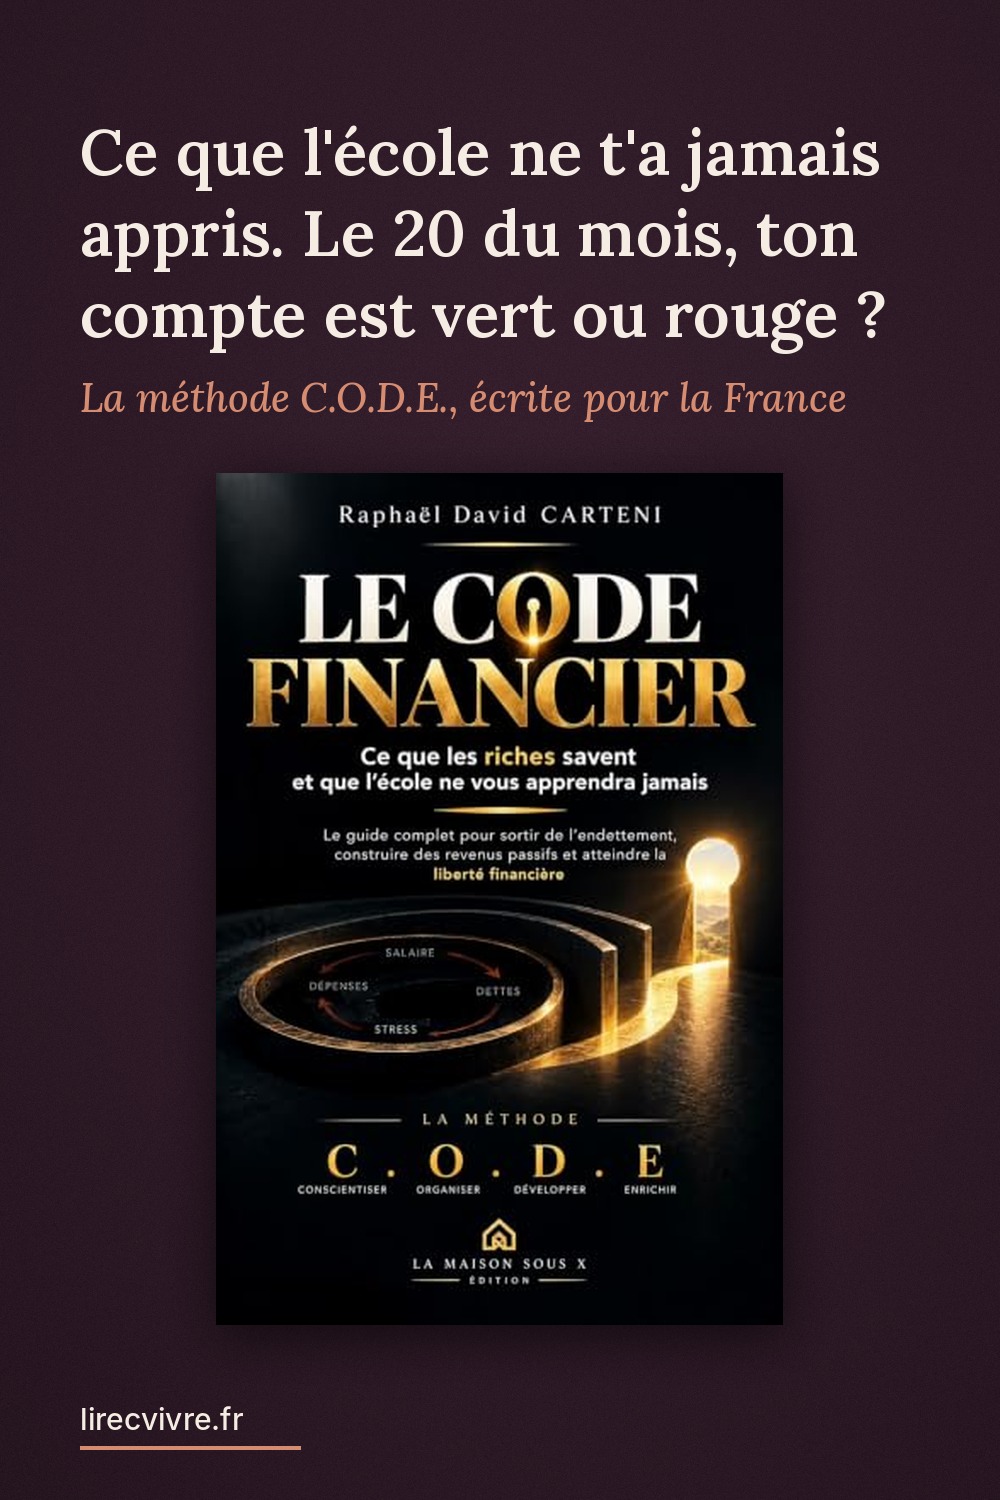 Ce que l'école ne t'a jamais
appris. Le 20 du mois, ton
compte est vert ou rouge ?
La méthode C.O.D.E., écrite pour la France
Raphaël David CARTENI
LE CODE
FINANCIER
Ce que les riches savent
et que l'école ne vous apprendra jamais
Le guide complet pour sortir de l'endettement,
construire des revenus passifs et atteindre la
liberté financière
SALAIRE
DÉPENSES
DETTES
STRESS
LA MÉTHODE
C . O . D . E
CONSCIENTISER ORGANISER DÉVELOPPER ENRICHIR
LA MAISON SOUS X
ÉDITION
lirecvivre.fr